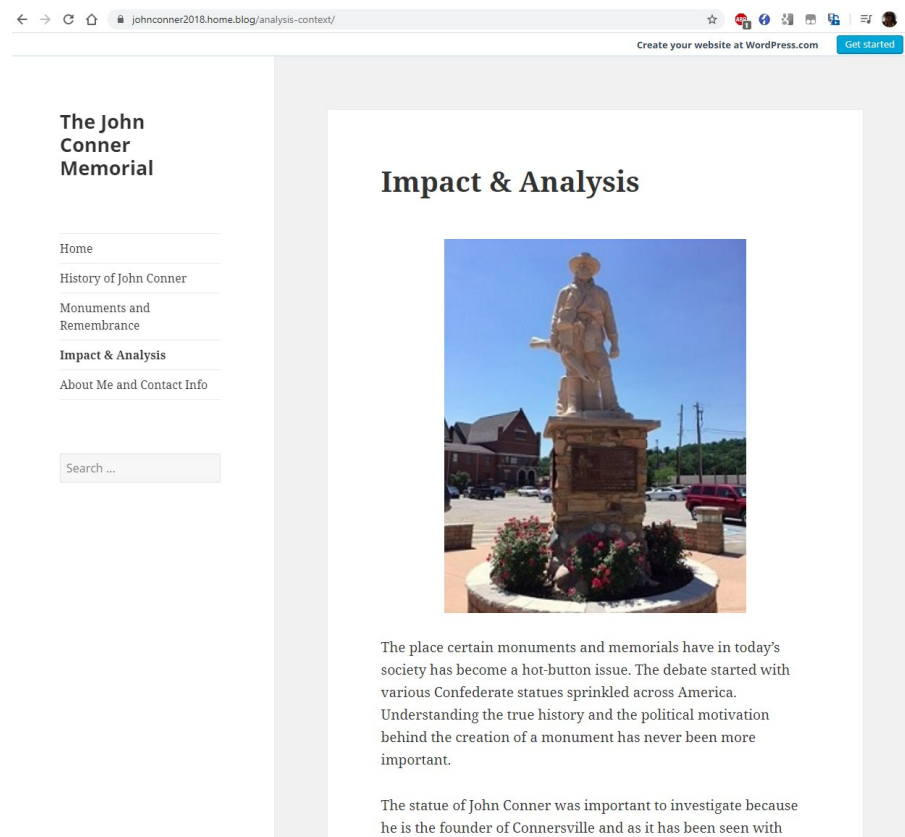 johnconner2018.home.blog/analysis-context/
ABP
1
Create your website at WordPress.com
Get started
The John
Conner
Memorial
Home
History of John Conner
Monuments and
Remembrance
Impact & Analysis
About Me and Contact Info
Search ...
Impact & Analysis
The place certain monuments and memorials have in today’s
society has become a hot-button issue. The debate started with
various Confederate statues sprinkled across America.
Understanding the true history and the political motivation
behind the creation of a monument has never been more
important.
The statue of John Conner was important to investigate because
he is the founder of Connersville and as it has been seen with